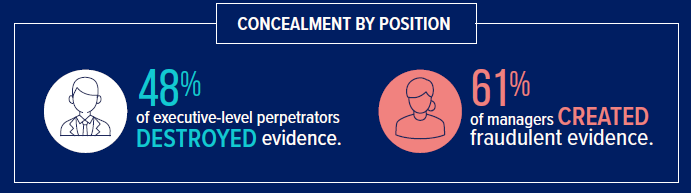 CONCEALMENT BY POSITION
48%
of executive-level perpetrators
DESTROYED evidence.
61%
of managers CREATED
fraudulent evidence.